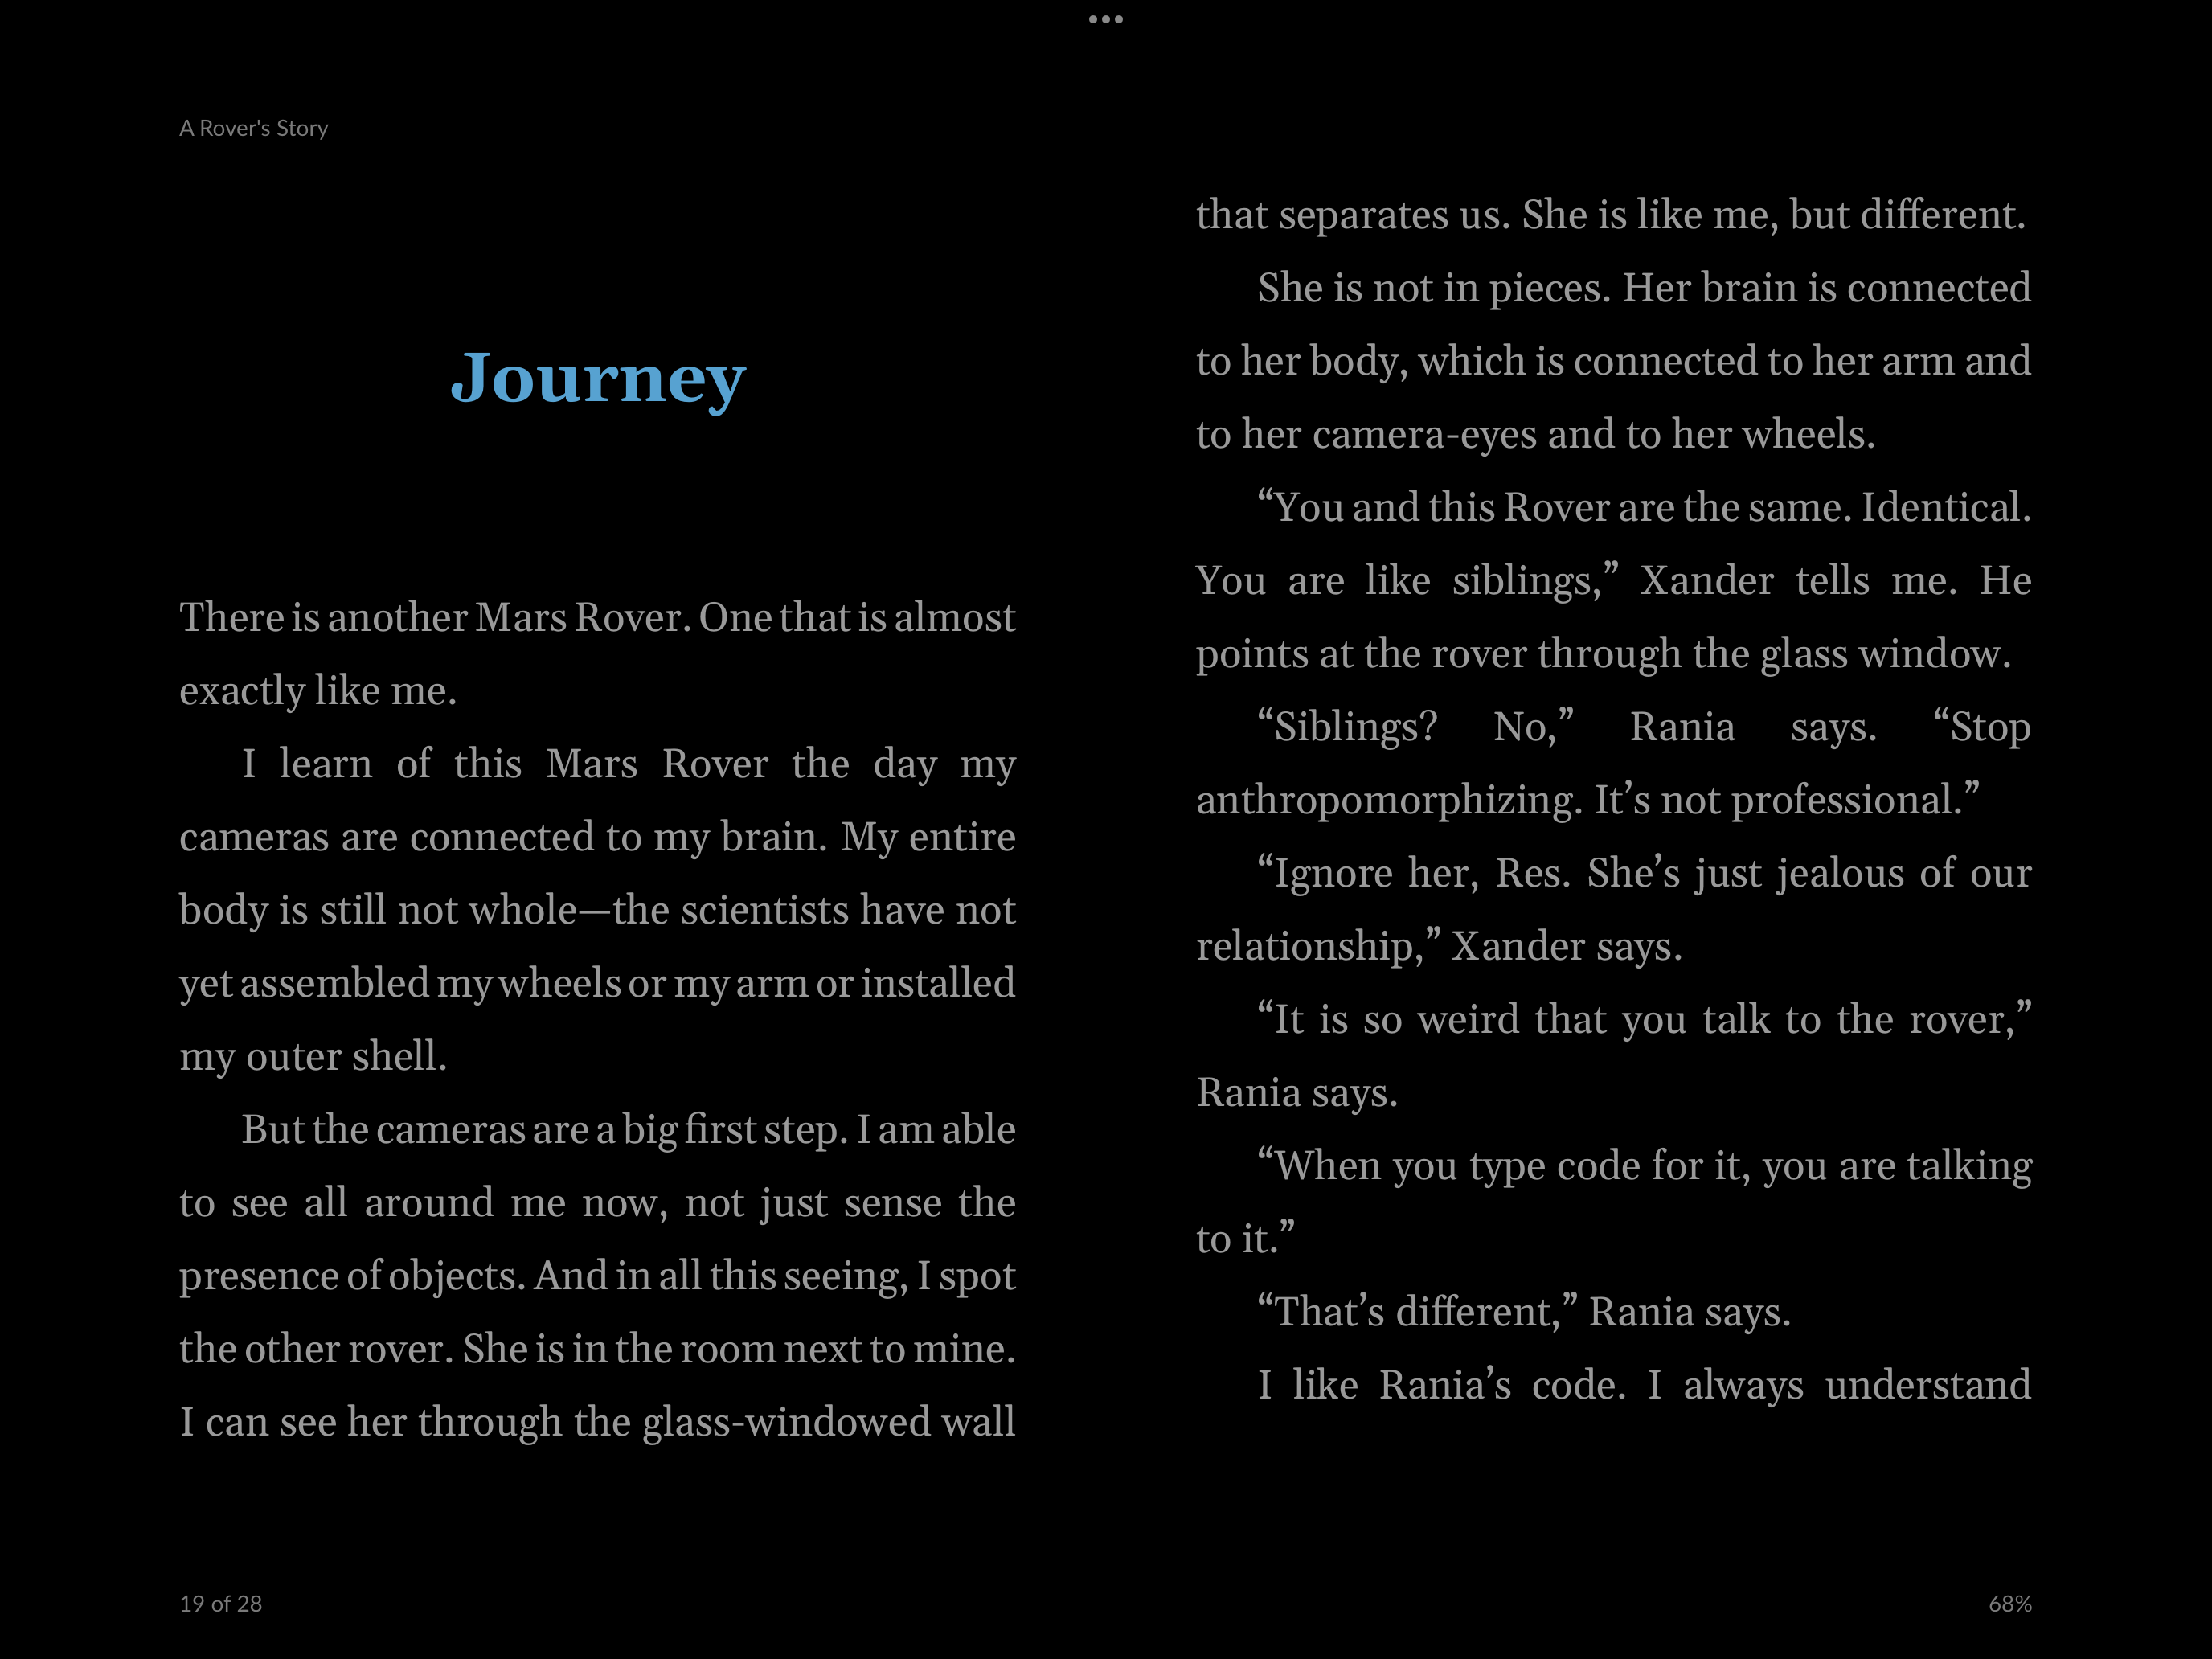 A Rover's Story
Journey
There is another Mars Rover. One that is almost
exactly like me.
I learn of this Mars Rover the day my
cameras are connected to my brain. My entire
body is still not whole—the scientists have not
yet assembled my wheels or my arm or installed
my outer shell.
But the cameras are a big first step. I am able
to see all around me now, not just sense the
presence of objects. And in all this seeing, I spot
the other rover. She is in the room next to mine.
I can see her through the glass-windowed wall
that separates us. She is like me, but different.
She is not in pieces. Her brain is connected
to her body, which is connected to her arm and
to her camera-eyes and to her wheels.
“You and this Rover are the same. Identical.
You are like siblings,” Xander tells me. He
points at the rover through the glass window.
“Siblings? No,” Rania says. “Stop
anthropomorphizing. It’s not professional.”
“Ignore her, Res. She’s just jealous of our
relationship,” Xander says.
“It is so weird that you talk to the rover,”
Rania says.
“When you type code for it, you are talking
to it.”
“That’s different,” Rania says.
I like Rania’s code. I always understand
19 of 28
68%